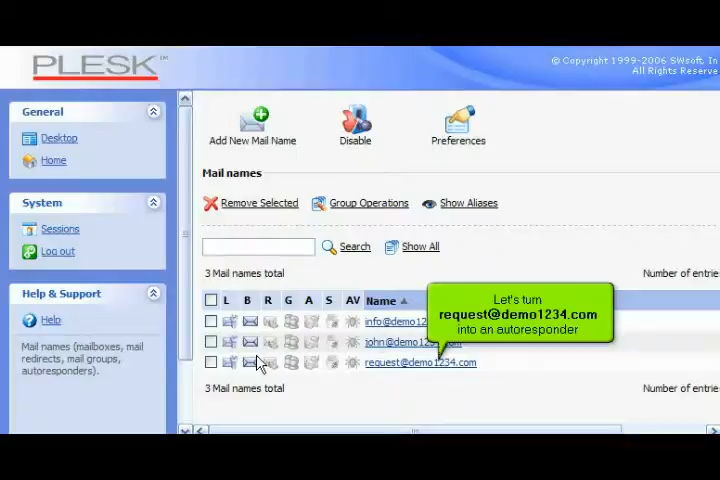 PLESK™
© Copyright 1999-2006 SWsoft, In
All Rights Reserve
General
Desktop
Home
System
Sessions
Log out
Help & Support
Help
Mail names (mailboxes, mail
redirects, mail groups,
autoresponders).
Add New Mail Name
Disable
Preferences
Mail names
Remove Selected
Group Operations
Show Aliases
Search
Show All
3 Mail names total
Number of entrie
L B R G A S AV Name
info@demo12
john@demo12
request@demo1234.com
Let's turn
request@demo1234.com
into an autoresponder
3 Mail names total
Number of entrie